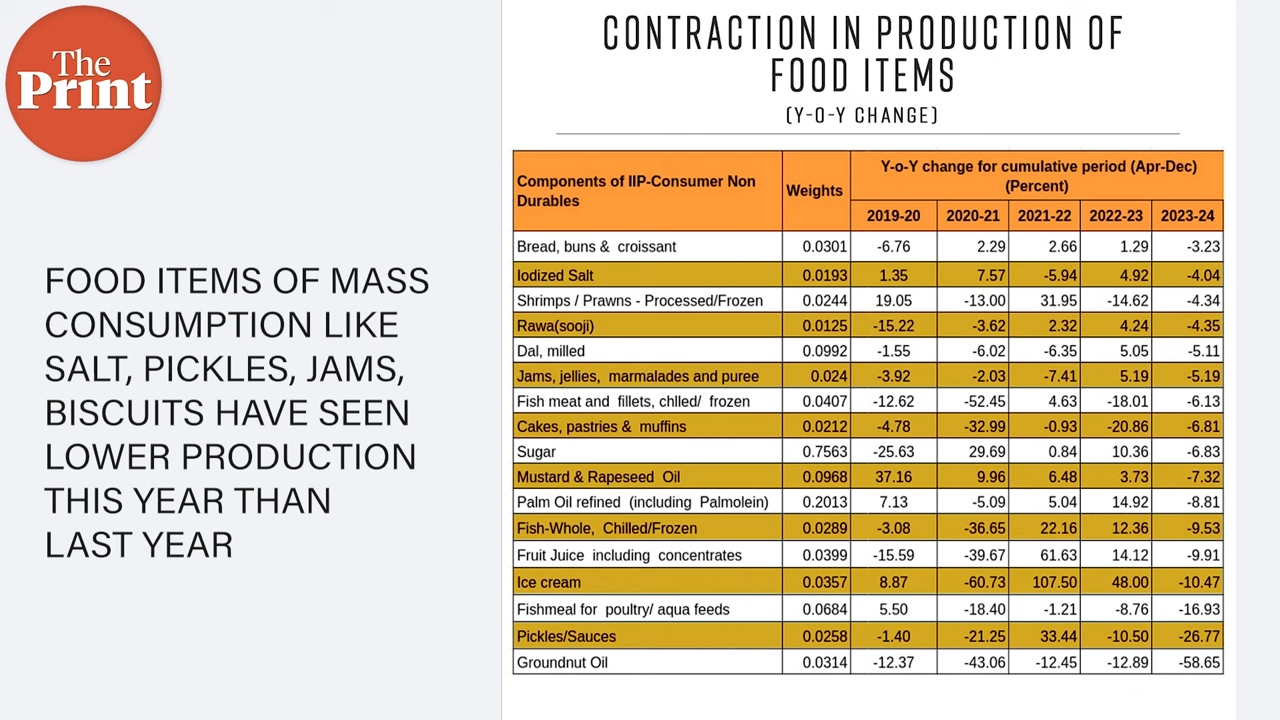 The
Print
FOOD ITEMS OF MASS
CONSUMPTION LIKE
SALT, PICKLES, JAMS,
BISCUITS HAVE SEEN
LOWER PRODUCTION
THIS YEAR THAN
LAST YEAR
CONTRACTION IN PRODUCTION OF
FOOD ITEMS
(Y-O-Y CHANGE)
Components of IIP-Consumer Non
Durables
Weights
Y-o-Y change for cumulative period (Apr-Dec)
(Percent)
2019-20 2020-21 2021-22 2022-23 2023-24
Bread, buns & croissant 0.0301 -6.76 2.29 2.66 1.29 -3.23
Iodized Salt 0.0193 1.35 7.57 -5.94 4.92 -4.04
Shrimps / Prawns - Processed/Frozen 0.0244 19.05 -13.00 31.95 -14.62 -4.34
Rawa(sooji) 0.0125 -15.22 -3.62 2.32 4.24 -4.35
Dal, milled 0.0992 -1.55 -6.02 -6.35 5.05 -5.11
Jams, jellies, marmalades and puree 0.024 -3.92 -2.03 -7.41 5.19 -5.19
Fish meat and fillets, chlled/ frozen 0.0407 -12.62 -52.45 4.63 -18.01 -6.13
Cakes, pastries & muffins 0.0212 -4.78 -32.99 -0.93 -20.86 -6.81
Sugar 0.7563 -25.63 29.69 0.84 10.36 -6.83
Mustard & Rapeseed Oil 0.0968 37.16 9.96 6.48 3.73 -7.32
Palm Oil refined (including Palmolein) 0.2013 7.13 -5.09 5.04 14.92 -8.81
Fish-Whole, Chilled/Frozen 0.0289 -3.08 -36.65 22.16 12.36 -9.53
Fruit Juice including concentrates 0.0399 -15.59 -39.67 61.63 14.12 -9.91
Ice cream 0.0357 8.87 -60.73 107.50 48.00 -10.47
Fishmeal for poultry/ aqua feeds 0.0684 5.50 -18.40 -1.21 -8.76 -16.93
Pickles/Sauces 0.0258 -1.40 -21.25 33.44 -10.50 -26.77
Groundnut Oil 0.0314 -12.37 -43.06 -12.45 -12.89 -58.65